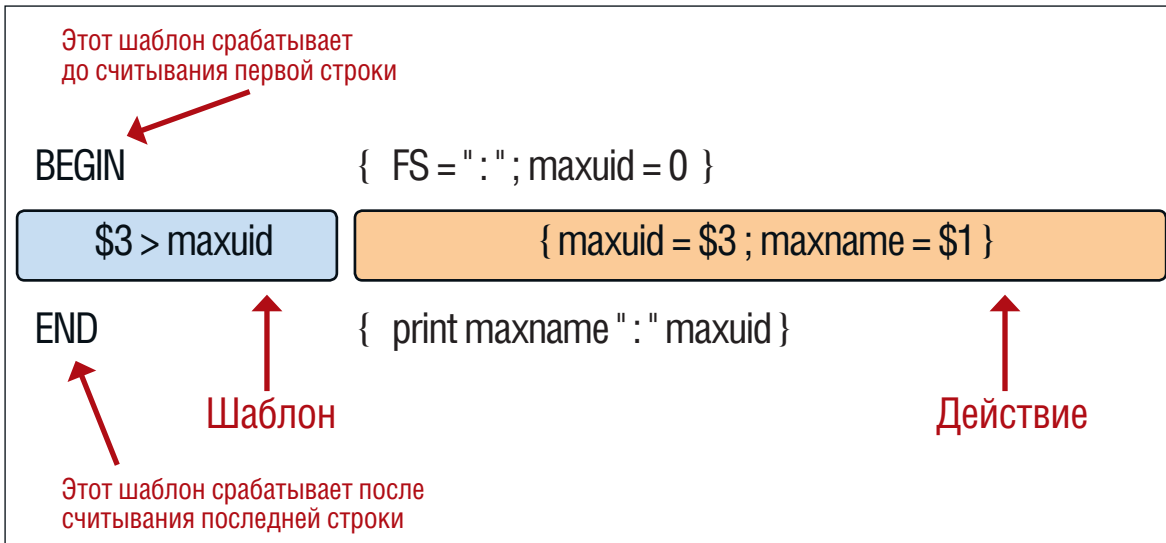 Этот шаблон срабатывает
до считывания первой строки
BEGIN { FS = " : " ; maxuid = 0 }
$3 > maxuid { maxuid = $3 ; maxname = $1 }
END { print maxname " : " maxuid }
Шаблон Действие
Этот шаблон срабатывает после
считывания последней строки